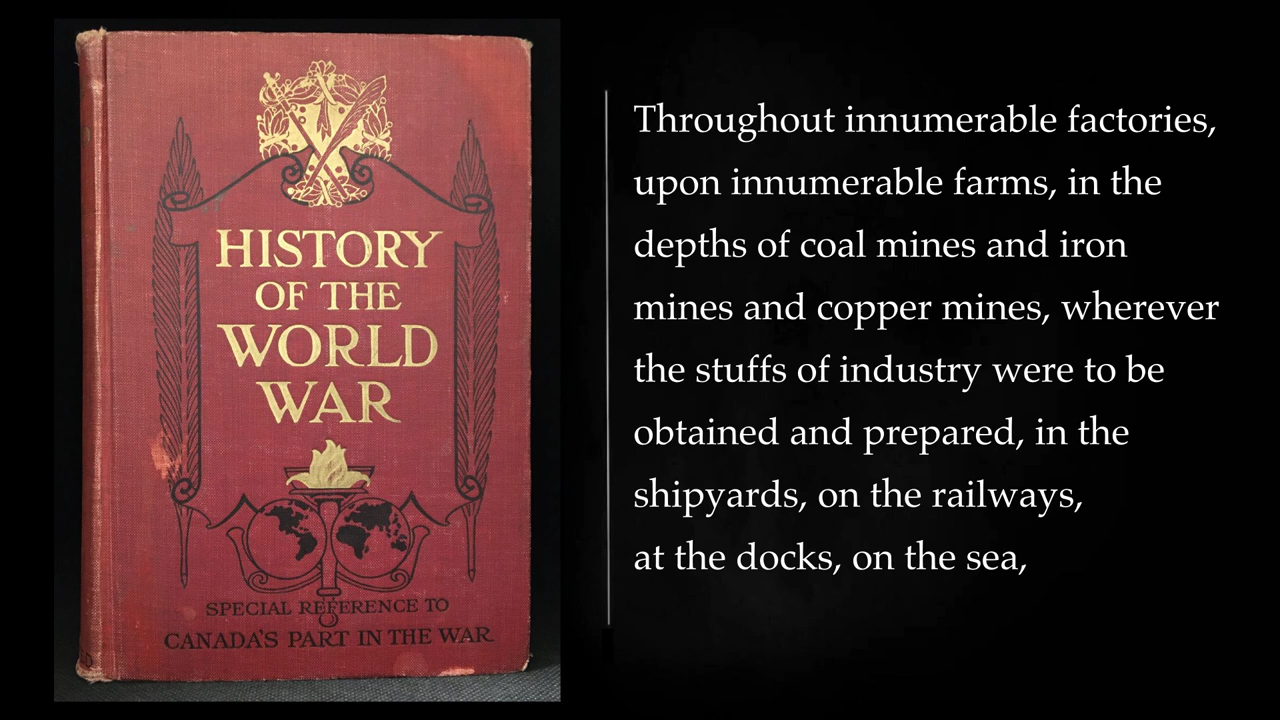 HISTORY
OF THE
WORLD
WAR
SPECIAL REFERENCE TO
CANADA'S PART IN THE WAR
Throughout innumerable factories,
upon innumerable farms, in the
depths of coal mines and iron
mines and copper mines, wherever
the stuffs of industry were to be
obtained and prepared, in the
shipyards, on the railways,
at the docks, on the sea,